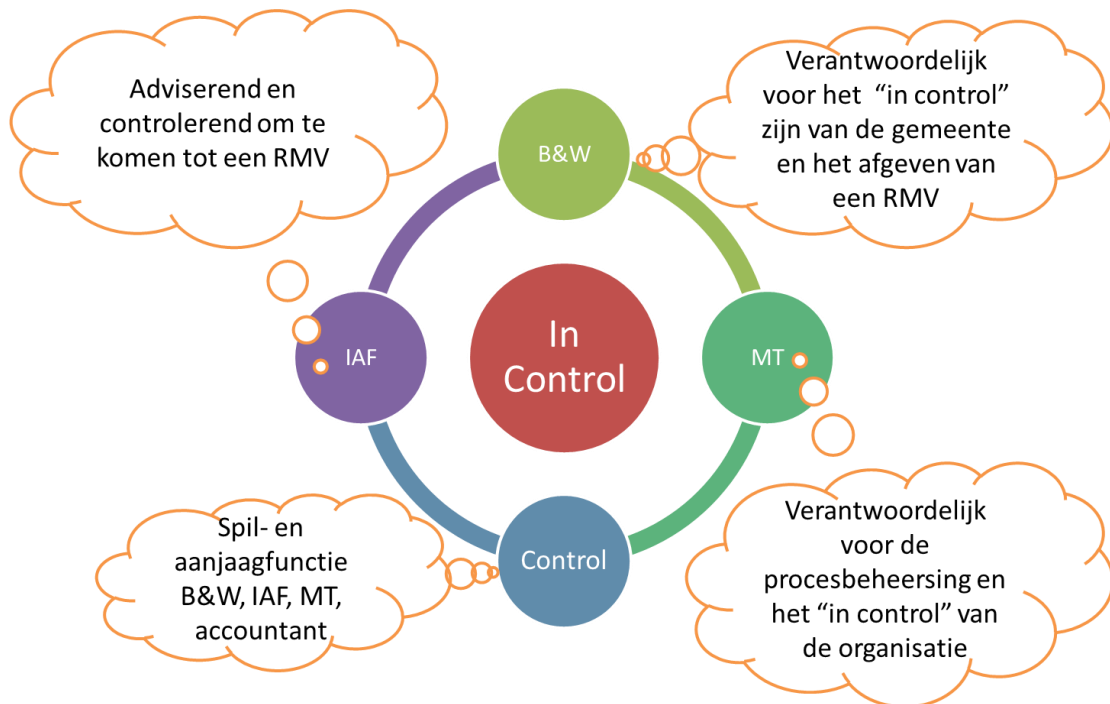 Adviserend en
controlerend om te
komen tot een RMV
Verantwoordelijk
voor het “in control”
zijn van de gemeente
en het afgeven van
een RMV
B&W
IAF
In
Control
MT
Control
Spil- en
aanjaagfunctie
B&W, IAF, MT,
accountant
Verantwoordelijk
voor de
procesbeheersing en
het “in control” van
de organisatie